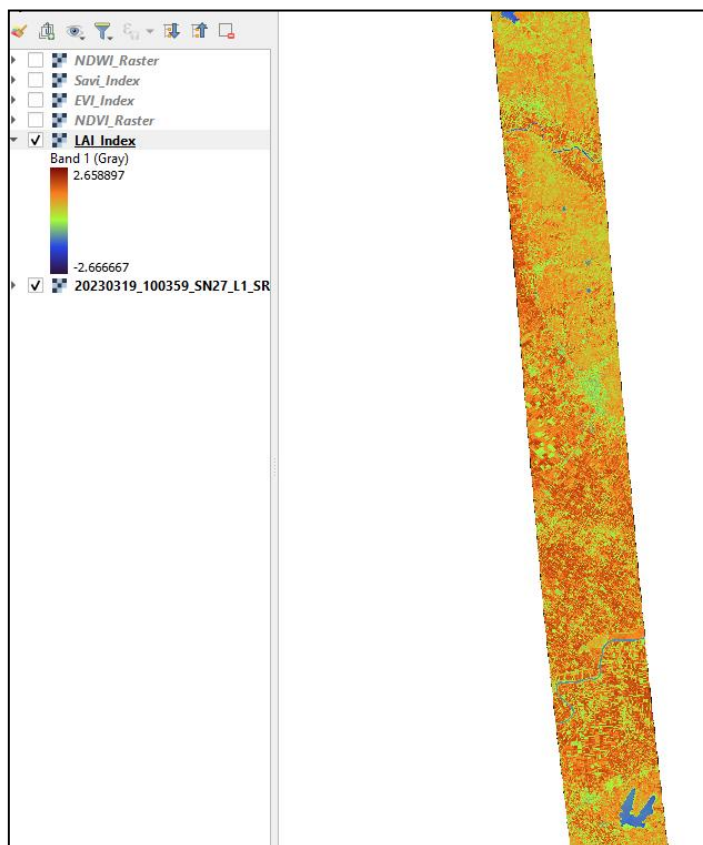 NDWI_Raster
Savi_Index
EVI_Index
NDVI_Raster
LAI_Index
Band 1 (Gray)
2.658897
-2.666667
20230319_100359_SN27_L1_SR